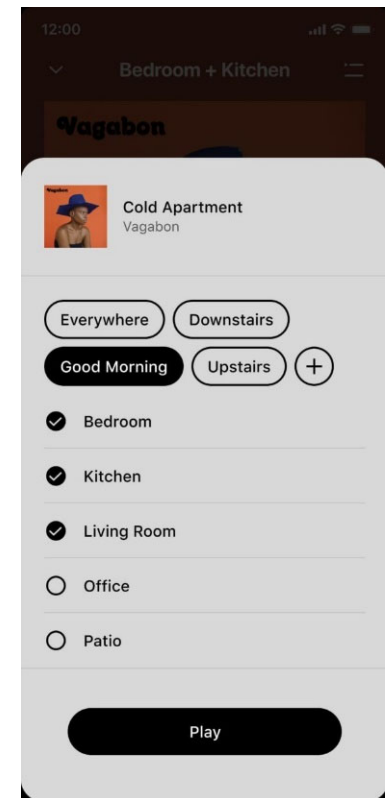 12:00
Bedroom + Kitchen
Vagabon
Vagabon
Cold Apartment
Vagabon
Everywhere
Downstairs
Good Morning
Upstairs
+
Bedroom
Kitchen
Living Room
Office
Patio
Play